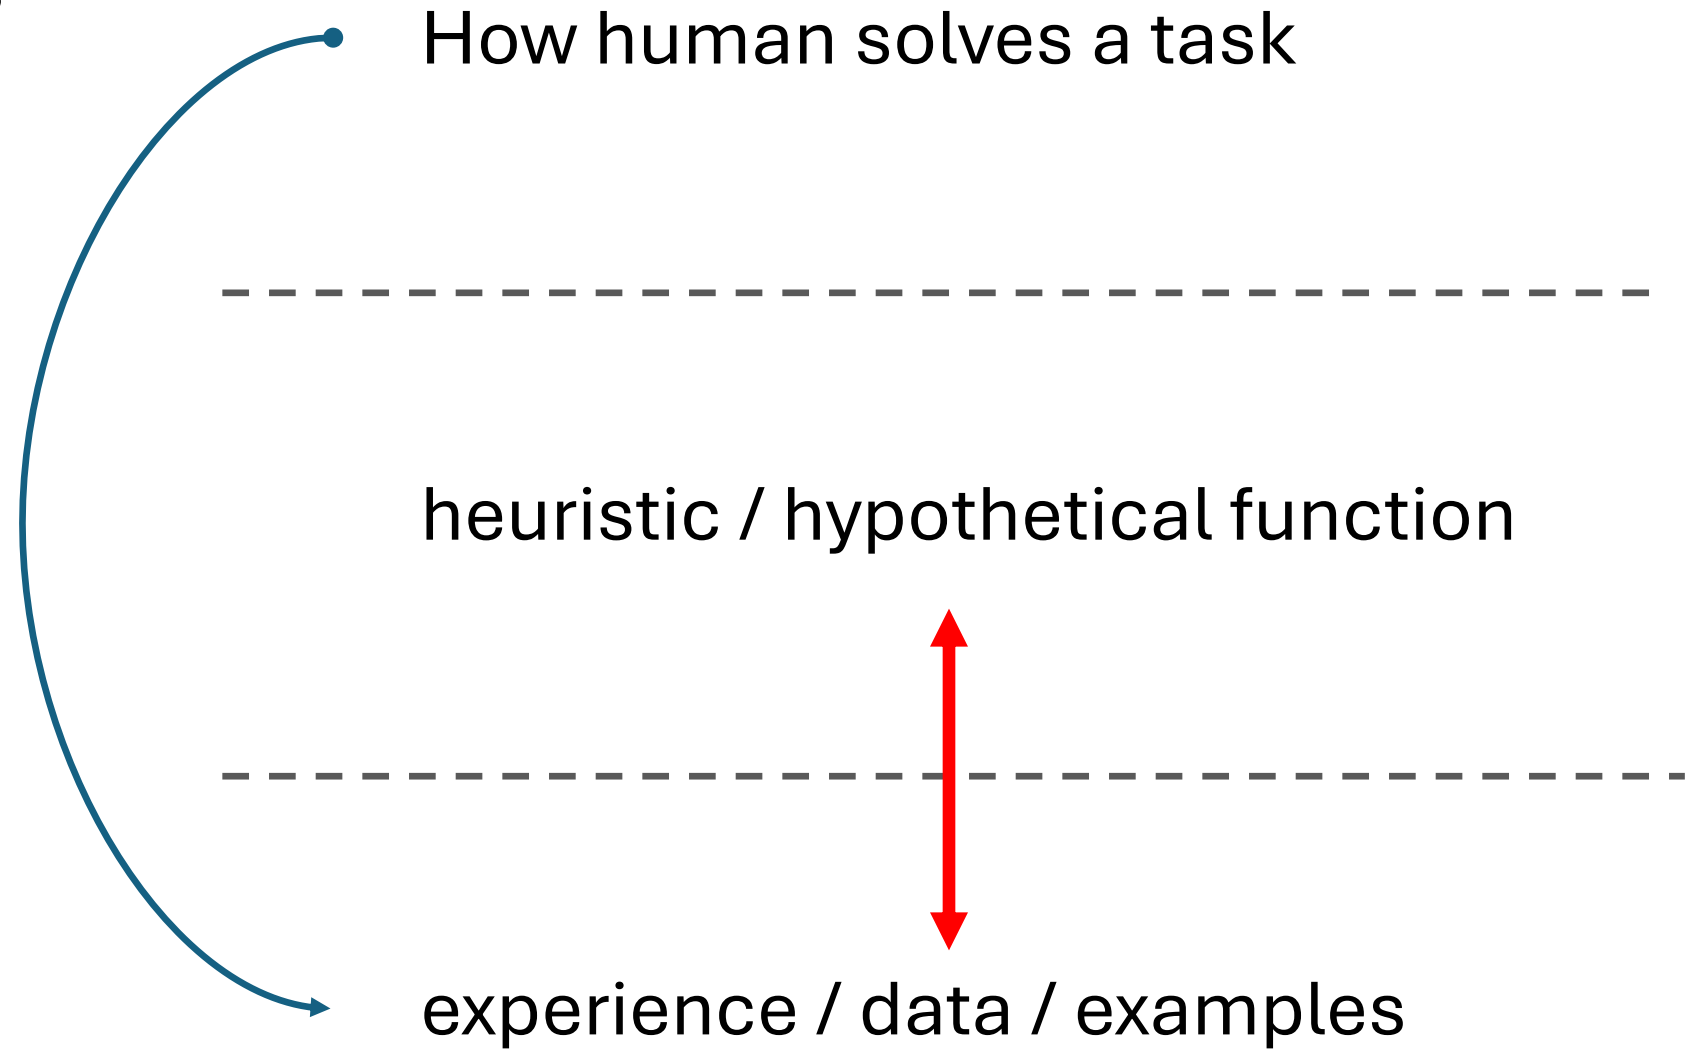 How human solves a task
heuristic / hypothetical function
experience / data / examples